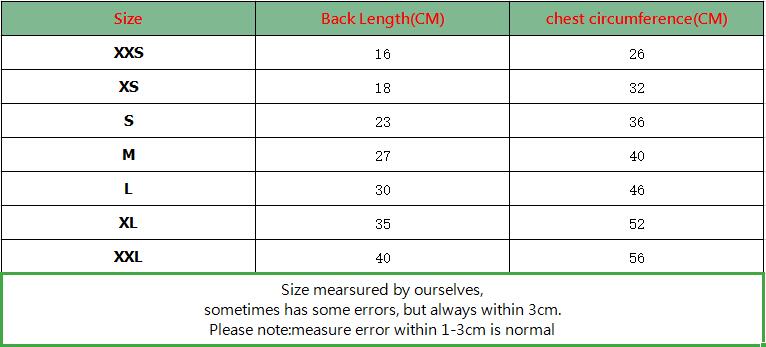 Size Back Length(CM) chest circumference(CM)
XXS 16 26
XS 18 32
S 23 36
M 27 40
L 30 46
XL 35 52
XXL 40 56
Size mearsured by ourselves,
sometimes has some errors, but always within 3cm.
Please note:measure error within 1-3cm is normal